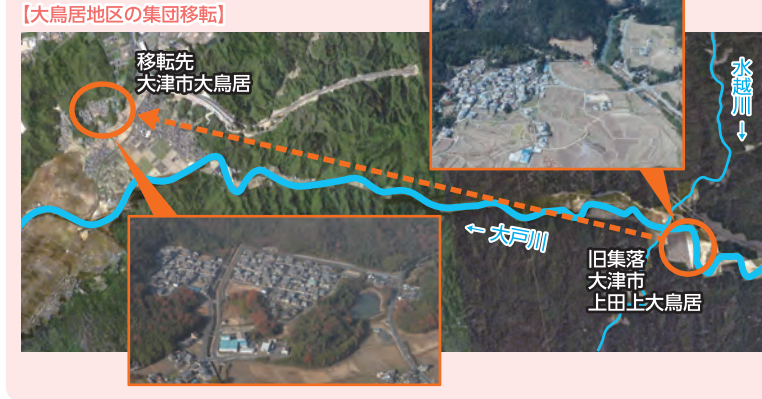 【大鳥居地区の集団移転】
移転先
大津市大鳥居
水越川→
←大戸川
旧集落
大津市
上田上大鳥居